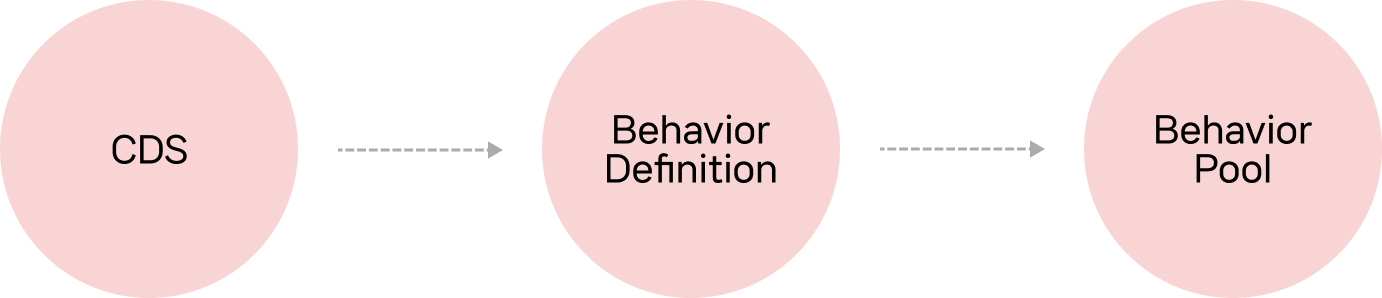 CDS
Behavior
Definition
Behavior
Pool